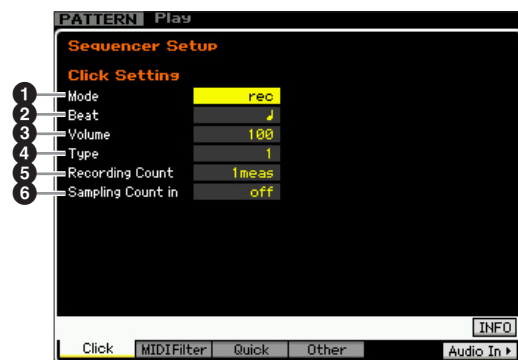 PATTERN Play
Sequencer Setup
Click Setting
1 Mode rec
2 Beat ♩
3 Volume 100
4 Type 1
5 Recording Count 1meas
6 Sampling Count in off
INFO
Click MIDIFilter Quick Other Audio In ▸